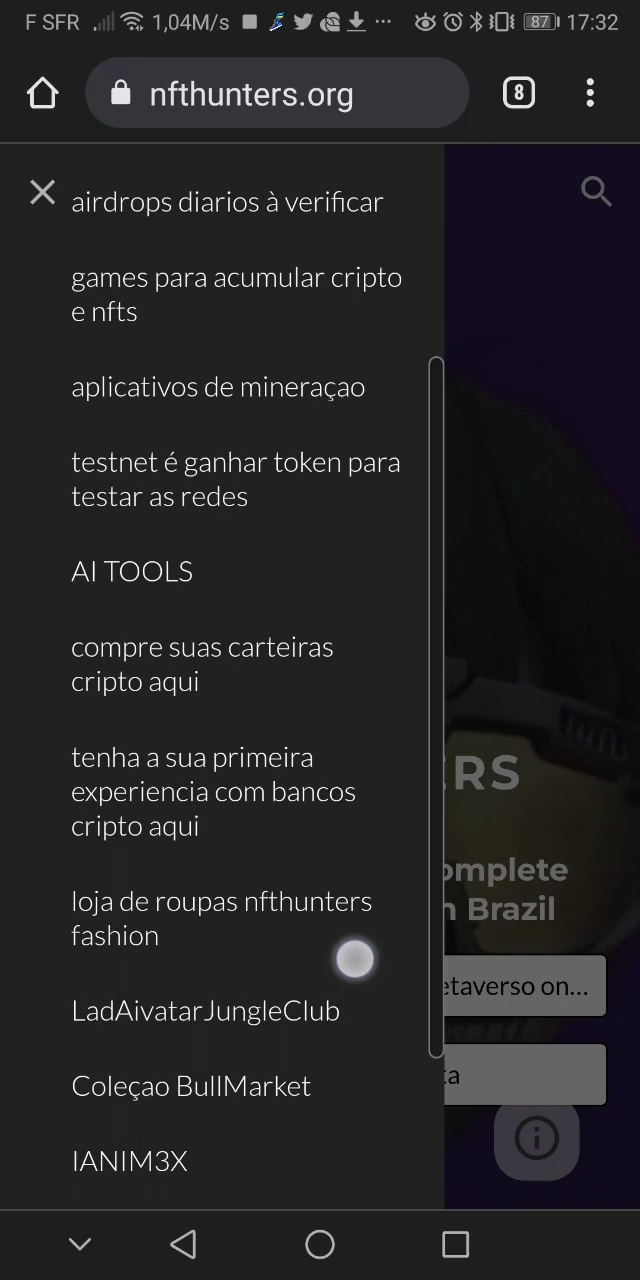 F SFR 1,04M/s 87 17:32
nfthunters.org 8
airdrops diarios à verificar
games para acumular cripto
e nfts
aplicativos de mineraçao
testnet é ganhar token para
testar as redes
AI TOOLS
compre suas carteiras
cripto aqui
tenha a sua primeira
ERS
experiencia com bancos
cripto aqui
omplete
loja de roupas nfthunters
n Brazil
fashion
etaverso on...
LadAivatarJungleClub
ta
Coleçao BullMarket
IANIM3X